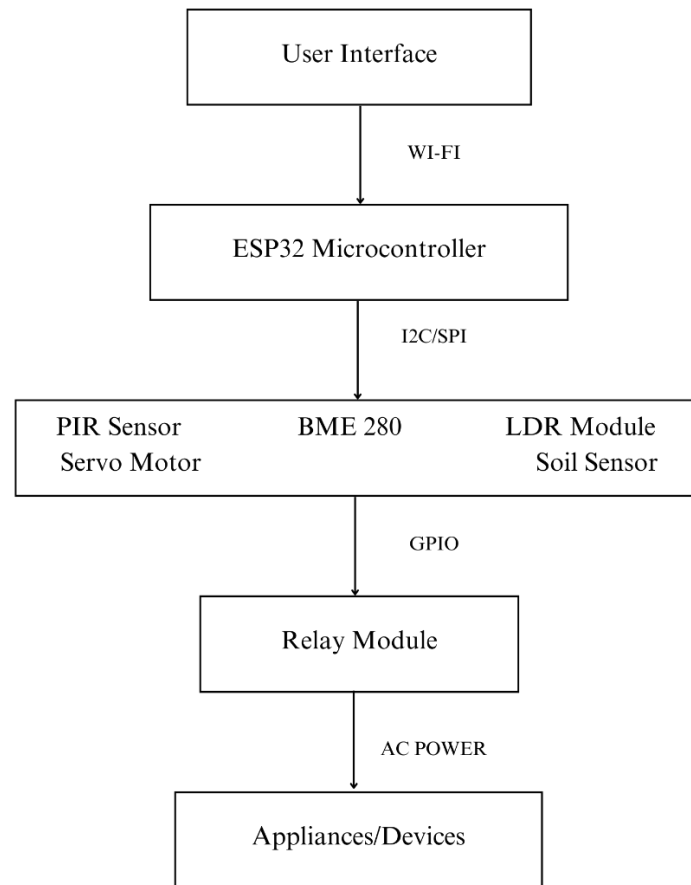 User Interface
WI-FI
ESP32 Microcontroller
I2C/SPI
PIR Sensor BME 280 LDR Module
Servo Motor Soil Sensor
GPIO
Relay Module
AC POWER
Appliances/Devices